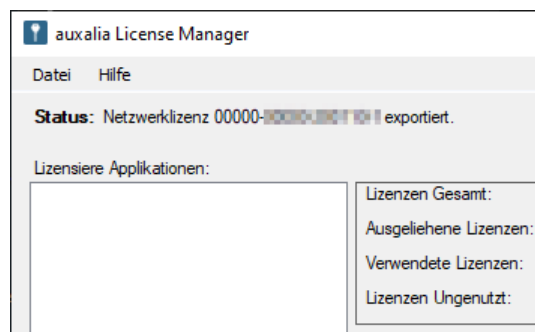 auxalia License Manager
Datei Hilfe
Status: Netzwerklizenz 00000- exportiert.
Lizensiere Applikationen:
Lizenzen Gesamt:
Ausgeliehene Lizenzen:
Verwendete Lizenzen:
Lizenzen Ungenutzt: